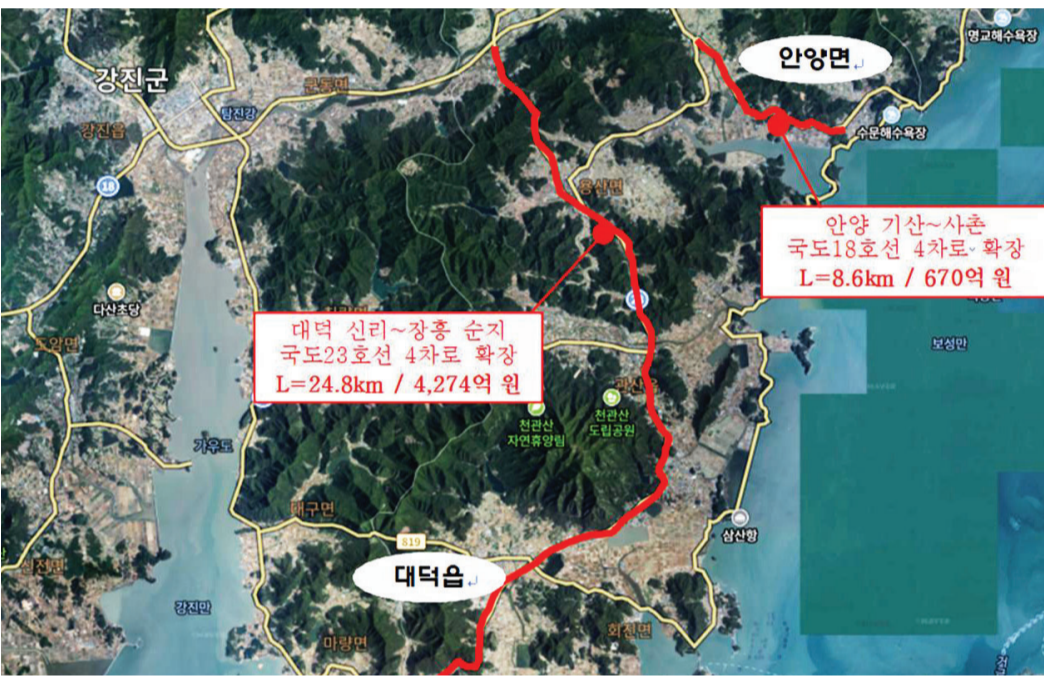 명교해수욕장
안양면
강진군
군동면
탐진강
강진읍
수문해수욕장
18
용산면
안양 기산~사촌
국도18호선 4차로 확장
L=8.6km / 670억 원
다산초당
도암면
대덕 신리~장흥 순지
국도23호선 4차로 확장
L=24.8km / 4,274억 원
보성만
관산읍
천관산
도립공원
천관산
자연휴양림
가우도
대구면
삼산항
819
대덕읍
신전면
강진만
마량면
회진면